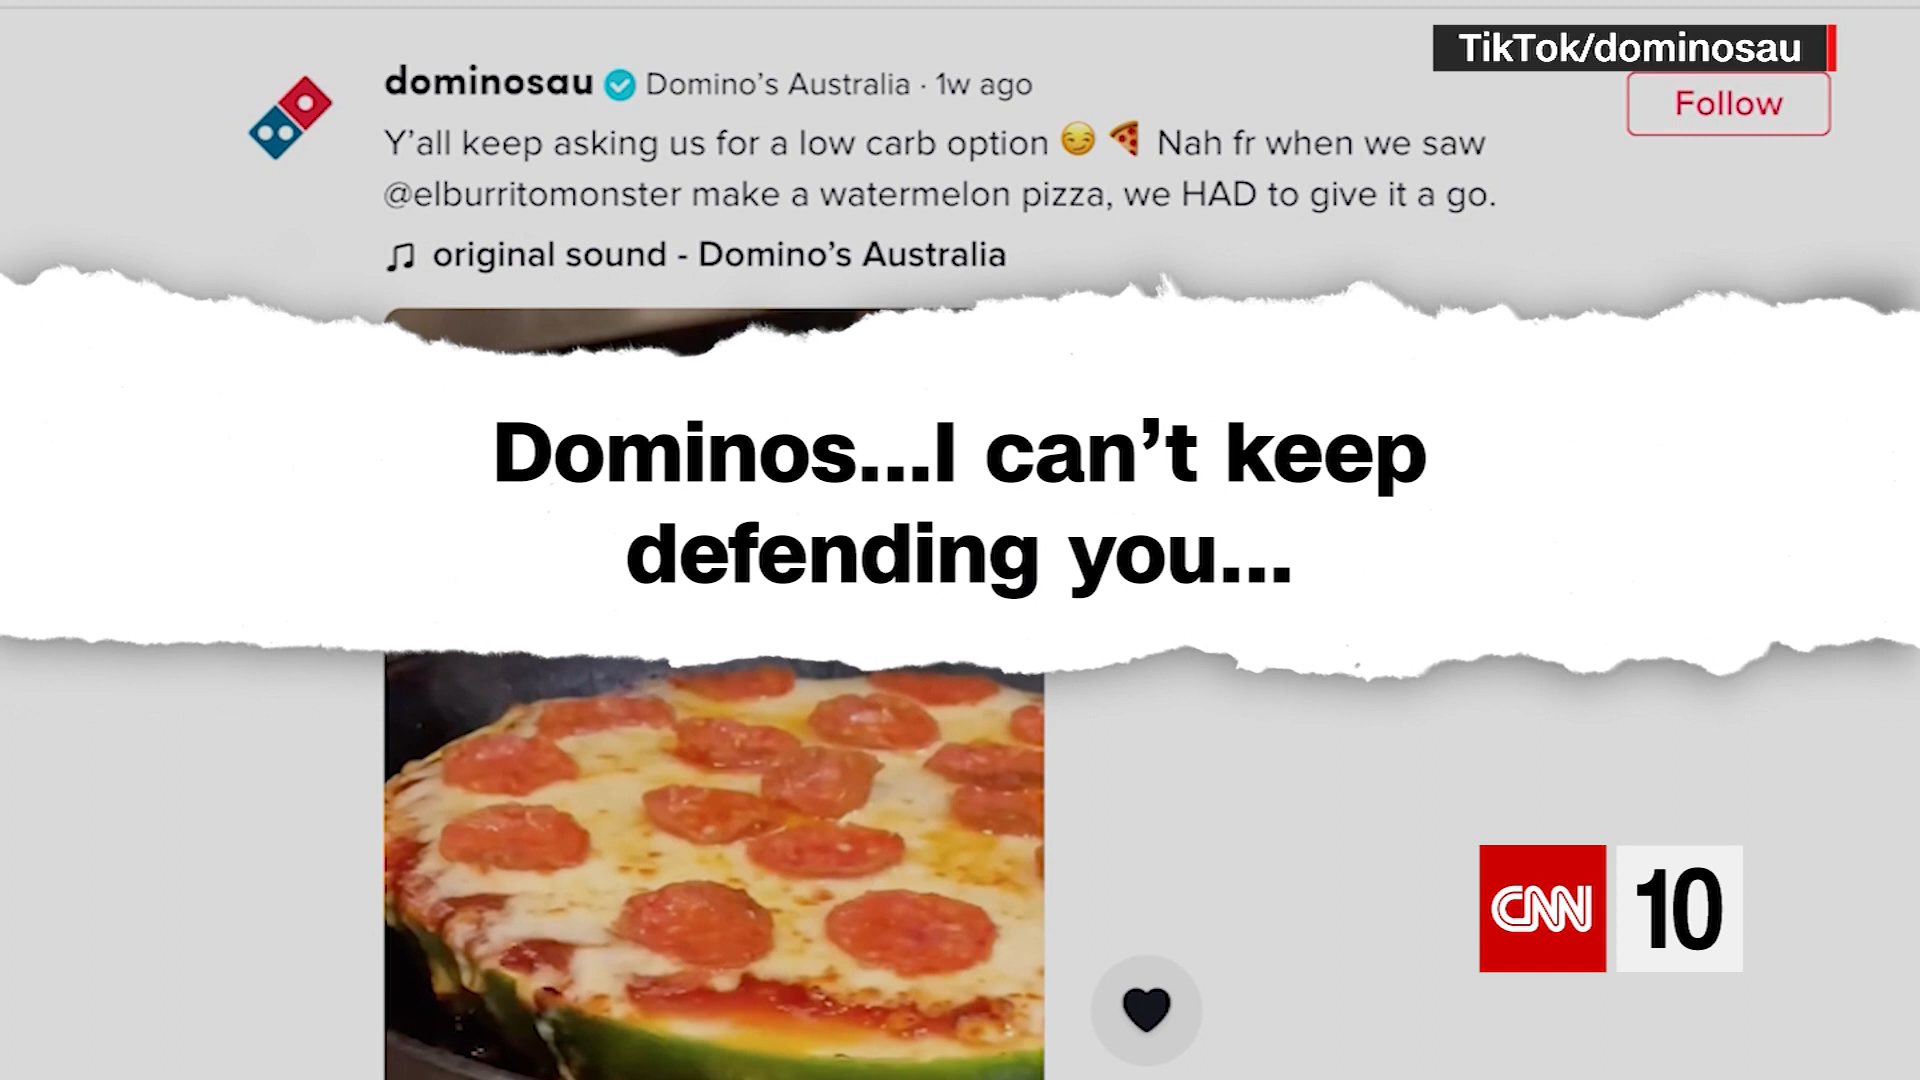 TikTok/dominosau
dominosau Domino’s Australia · 1w ago
Follow
Y’all keep asking us for a low carb option 😏 🍕 Nah fr when we saw
@elburritomonster make a watermelon pizza, we HAD to give it a go.
♫ original sound - Domino’s Australia
Dominos...I can’t keep
defending you...
CNN 10